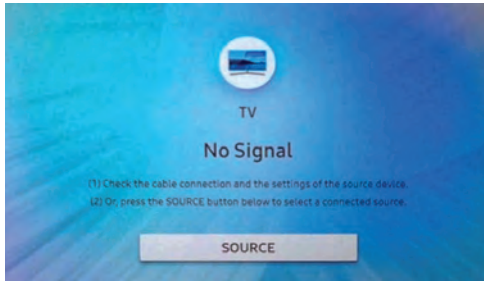 TV
No Signal
(1) Check the cable connection and the settings of the source device.
(2) Or, press the SOURCE button below to select a connected source.
SOURCE